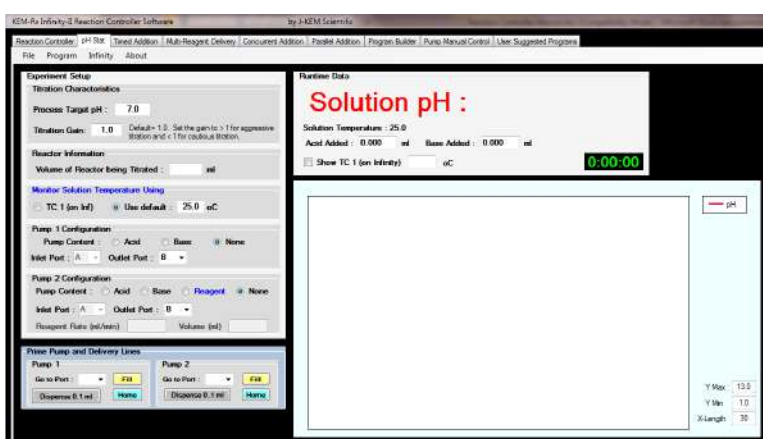 KEM-Rx Infinity-II Reaction Controller Software by J-KEM Scientific
Reaction Controller pH Stat Timed Addition Multi-Reagent Delivery Concurrent Addition Parallel Addition Program Builder Pump Manual Control User Suggested Programs
File Program Infinity About
Experiment Setup
Titration Characteristics
Process Target pH : 7.0
Titration Gain: 1.0 Default= 1.0. Set the gain to > 1 for aggressive
titration and < 1 for cautious titration.
Reactor Information
Volume of Reactor being Titrated : ml
Monitor Solution Temperature Using
TC 1 (on Inf) Use default : 25.0 oC
Pump 1 Configuration
Pump Content : Acid Base None
Inlet Port : A Outlet Port : B
Pump 2 Configuration
Pump Content : Acid Base Reagent None
Inlet Port : A Outlet Port : B
Reagent Rate (ml/min) Volume (ml)
Prime Pump and Delivery Lines
Pump 1 Pump 2
Go to Port : Fill Go to Port : Fill
Dispense 0.1 ml Home Dispense 0.1 ml Home
Runtime Data
Solution pH :
Solution Temperature : 25.0
Acid Added : 0.000 ml Base Added : 0.000 ml
Show TC 1 (on Infinity) oC 0:00:00
pH
Y Max 13.0
Y Min 1.0
X-Length 30